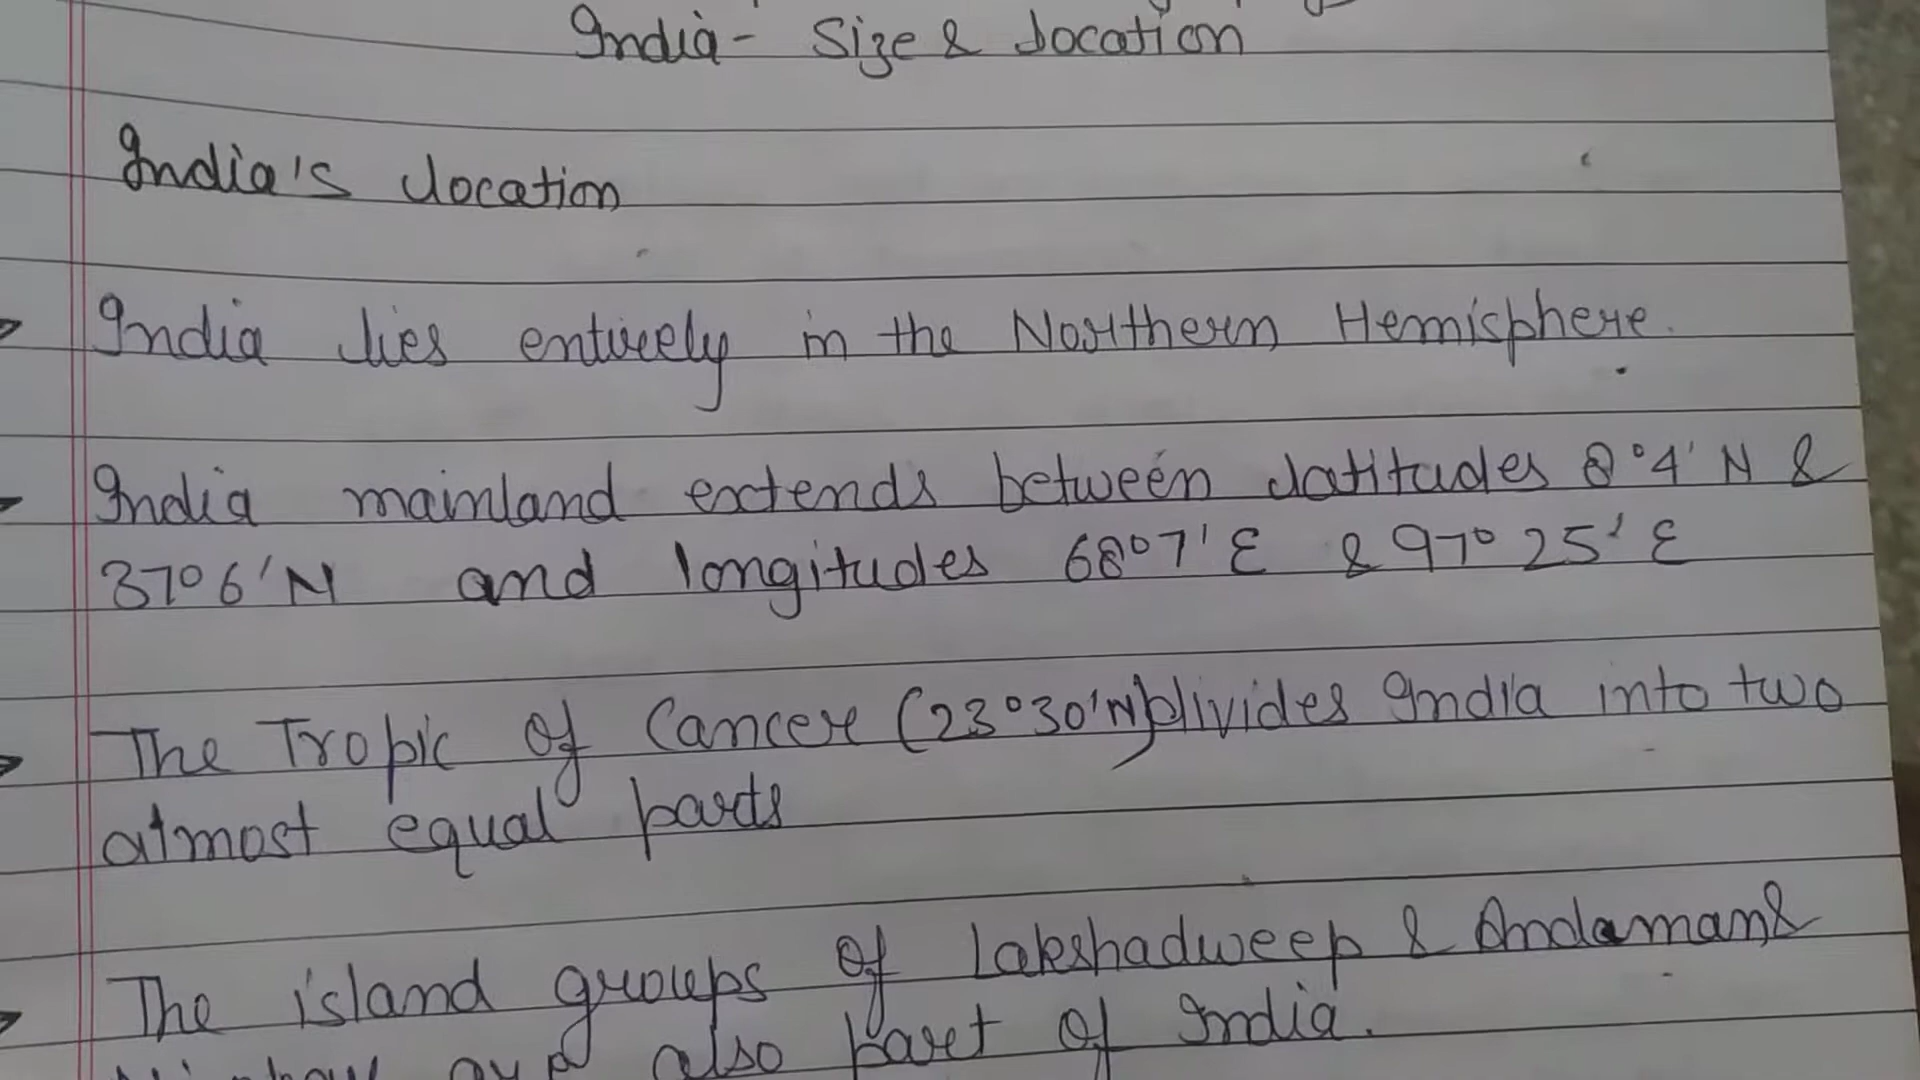 India - Size & location
India's location
India lies entirely in the Northern Hemisphere.
India mainland extends between latitudes 8°4'N &
37°6'N and longitudes 68°7'E & 97°25'E
The Tropic of Cancer (23°30'N) divides India into two
almost equal parts
The island groups of Lakshadweep & Andaman &
also part of India.